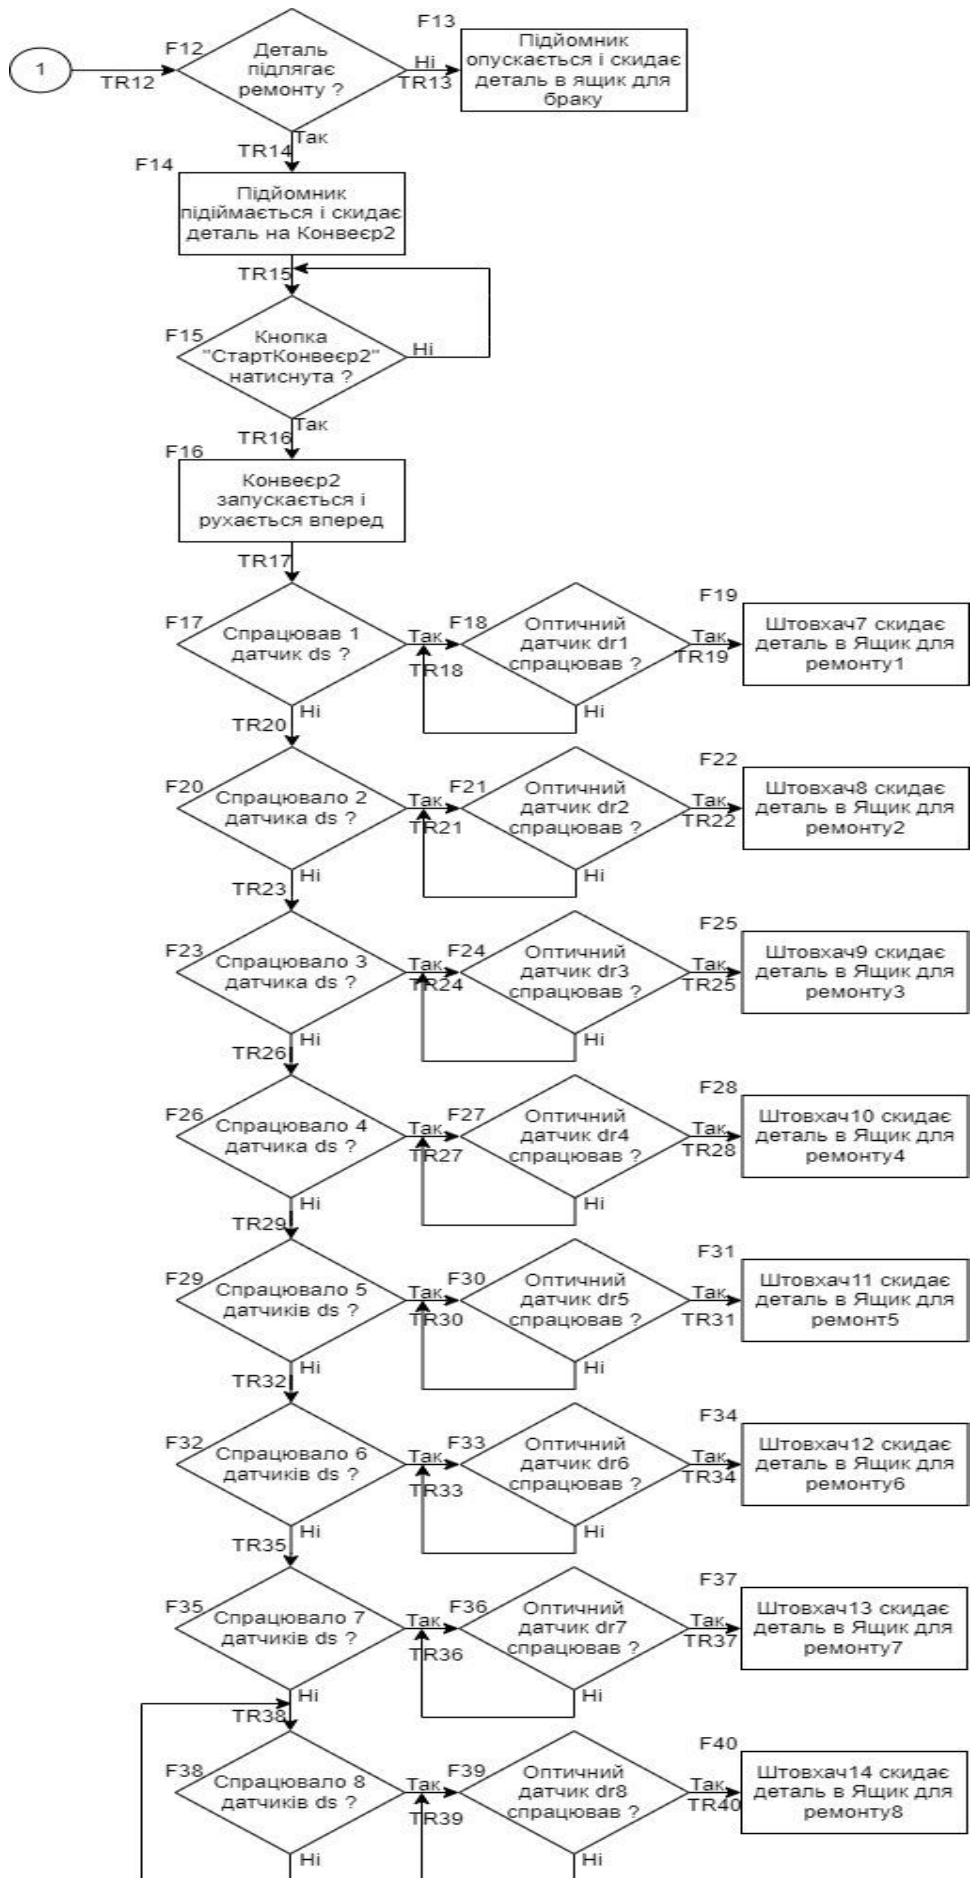 1
TR12
F12
Деталь
підлягає
ремонту ?
Ні
TR13
F13
Підйомник
опускається і скидає
деталь в ящик для
браку
Так
TR14
F14
Підйомник
підіймається і скидає
деталь на Конвеєр2
TR15
F15
Кнопка
"СтартКонвеєр2"
натиснута ?
Ні
Так
TR16
F16
Конвеєр2
запускається і
рухається вперед
TR17
F17
Спрацював 1
датчик ds ?
Так
TR18
F18
Оптичний
датчик dr1
спрацював ?
Так
TR19
F19
Штовхач7 скидає
деталь в Ящик для
ремонту1
Ні
Ні
TR20
F20
Спрацювало 2
датчика ds ?
Так
TR21
F21
Оптичний
датчик dr2
спрацював ?
Так
TR22
F22
Штовхач8 скидає
деталь в Ящик для
ремонту2
Ні
Ні
TR23
F23
Спрацювало 3
датчика ds ?
Так
TR24
F24
Оптичний
датчик dr3
спрацював ?
Так
TR25
F25
Штовхач9 скидає
деталь в Ящик для
ремонту3
Ні
Ні
TR26
F26
Спрацювало 4
датчика ds ?
Так
TR27
F27
Оптичний
датчик dr4
спрацював ?
Так
TR28
F28
Штовхач10 скидає
деталь в Ящик для
ремонту4
Ні
Ні
TR29
F29
Спрацювало 5
датчиків ds ?
Так
TR30
F30
Оптичний
датчик dr5
спрацював ?
Так
TR31
F31
Штовхач11 скидає
деталь в Ящик для
ремонт5
Ні
Ні
TR32
F32
Спрацювало 6
датчиків ds ?
Так
TR33
F33
Оптичний
датчик dr6
спрацював ?
Так
TR34
F34
Штовхач12 скидає
деталь в Ящик для
ремонту6
Ні
Ні
TR35
F35
Спрацювало 7
датчиків ds ?
Так
TR36
F36
Оптичний
датчик dr7
спрацював ?
Так
TR37
F37
Штовхач13 скидає
деталь в Ящик для
ремонту7
Ні
Ні
TR38
F38
Спрацювало 8
датчиків ds ?
Так
TR39
F39
Оптичний
датчик dr8
спрацював ?
Так
TR40
F40
Штовхач14 скидає
деталь в Ящик для
ремонту8
Ні
Ні